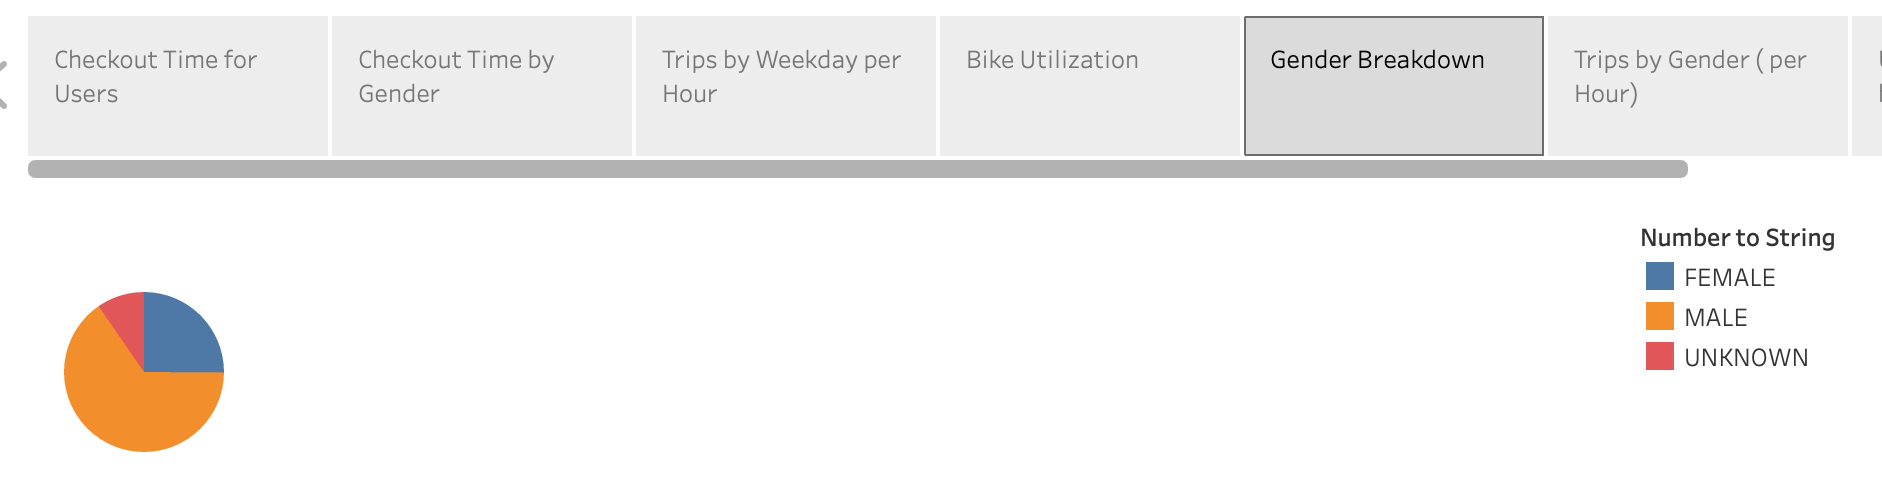 Checkout Time for
Users
Checkout Time by
Gender
Trips by Weekday per
Hour
Bike Utilization
Gender Breakdown
Trips by Gender ( per
Hour)
Number to String
FEMALE
MALE
UNKNOWN